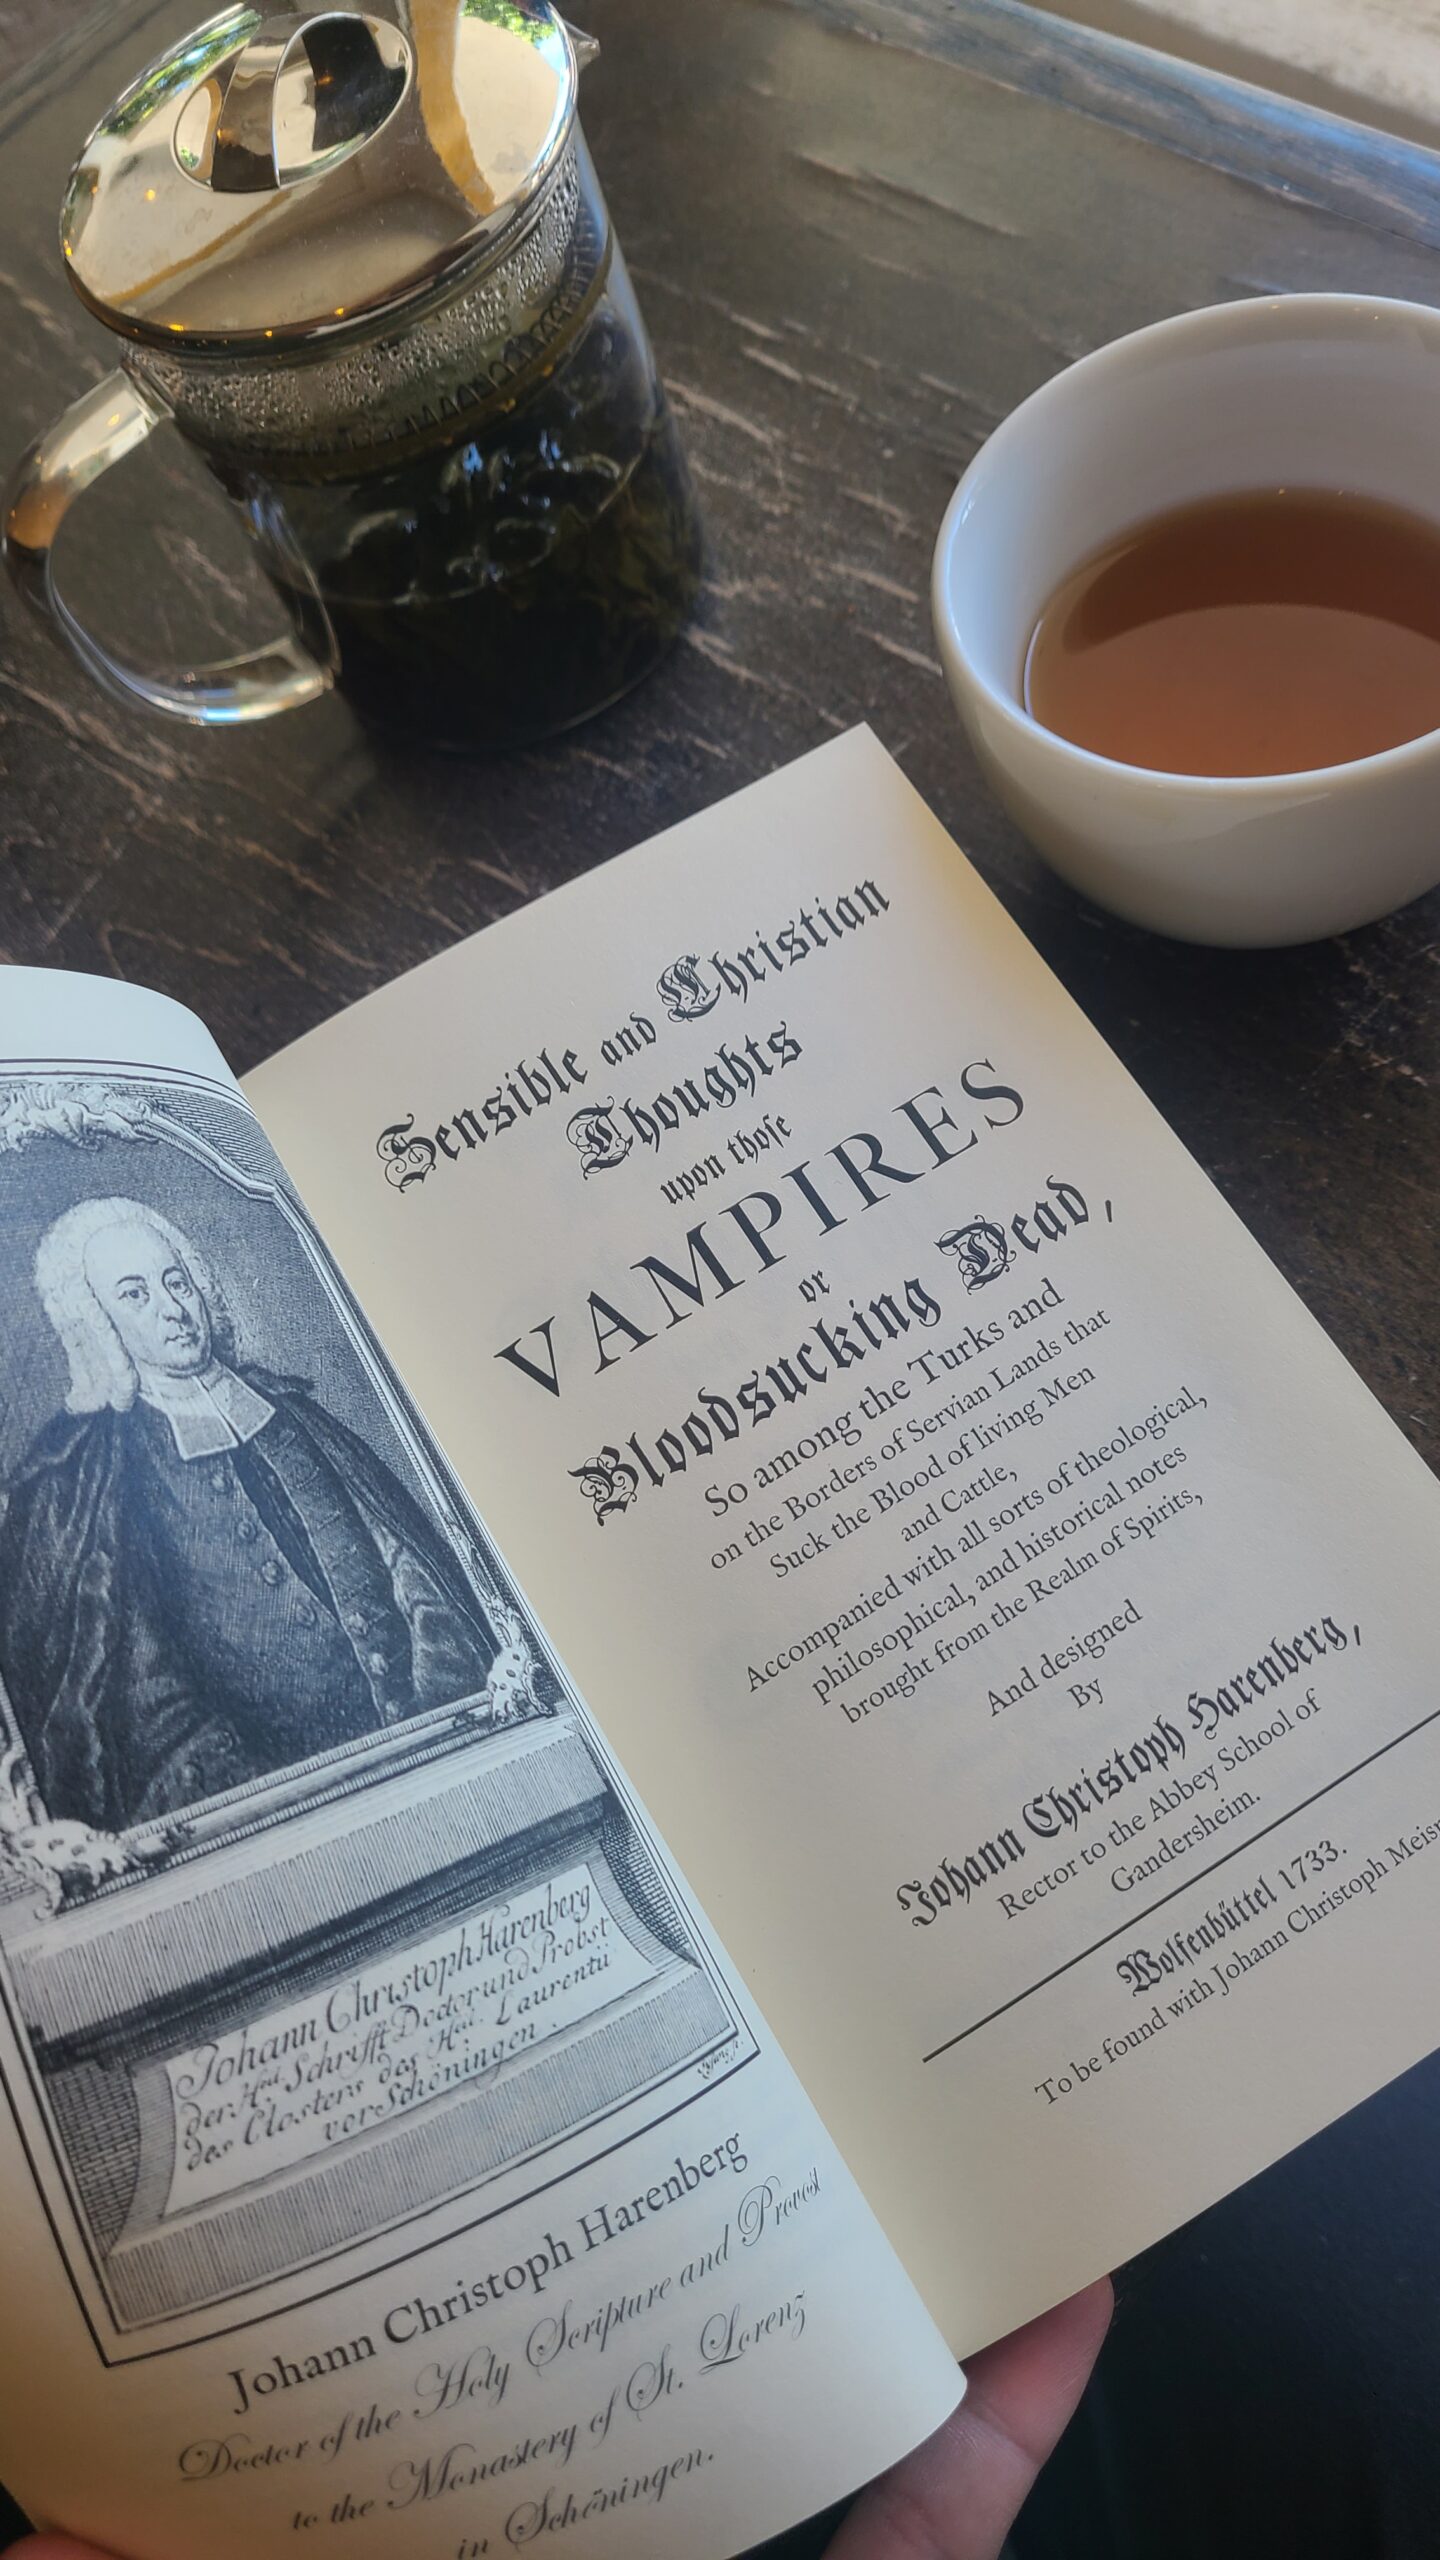 Johann Christoph Harenberg
der Heil. Schrifft Doctor und Probst
des Closters des Heil. Laurentii
vor Schöningen.
Johann Christoph Harenberg
Doctor of the Holy Scripture and Provost
to the Monastery of St. Lorenz
in Schöningen.
Sensible and Christian
Thoughts
upon thoſe
VAMPIRES
or
Bloodsucking Dead,
So among the Turks and
on the Borders of Servian Lands that
Suck the Blood of living Men
and Cattle,
Accompanied with all sorts of theological,
philosophical, and historical notes
brought from the Realm of Spirits,
And designed
By
Johann Christoph Harenberg,
Rector to the Abbey School of
Gandersheim.
Wolfenbüttel 1733.
To be found with Johann Christoph